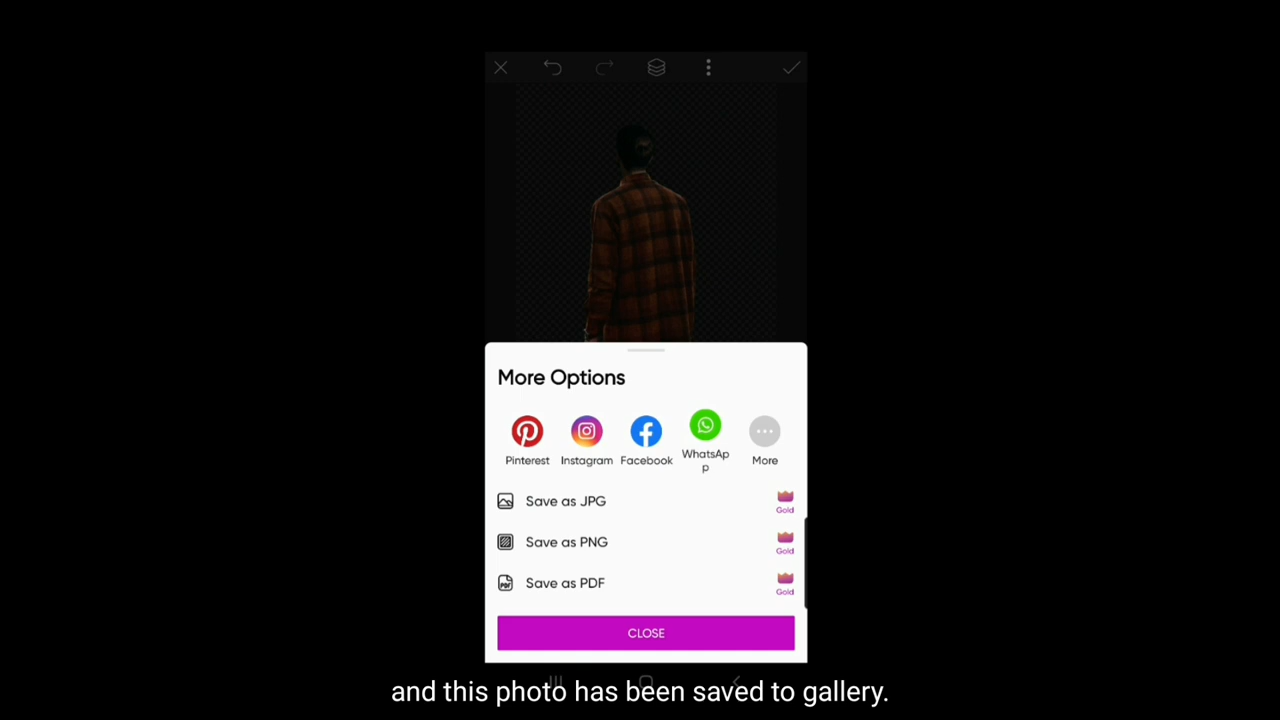 More Options
Pinterest
Instagram
Facebook
WhatsAp
p
More
Save as JPG
Gold
Save as PNG
Gold
PDF
Save as PDF
Gold
CLOSE
and this photo has been saved to gallery.